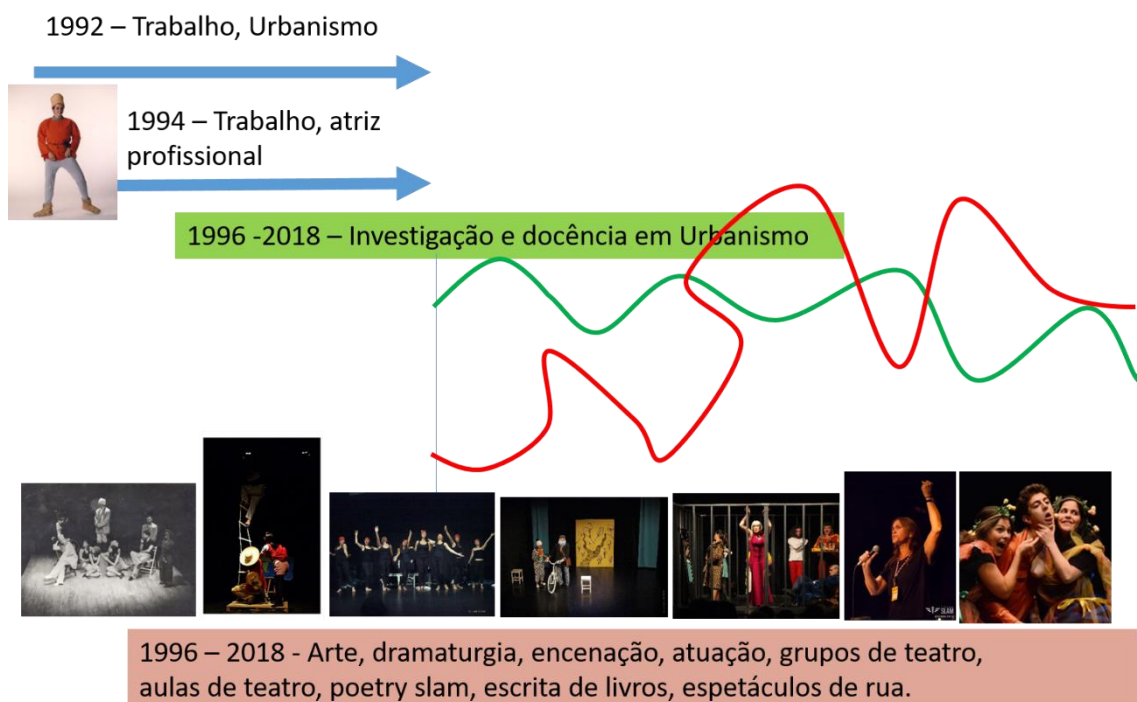 1992 – Trabalho, Urbanismo
1994 – Trabalho, atriz
profissional
1996 -2018 – Investigação e docência em Urbanismo
SLAM
1996 – 2018 - Arte, dramaturgia, encenação, atuação, grupos de teatro,
aulas de teatro, poetry slam, escrita de livros, espetáculos de rua.